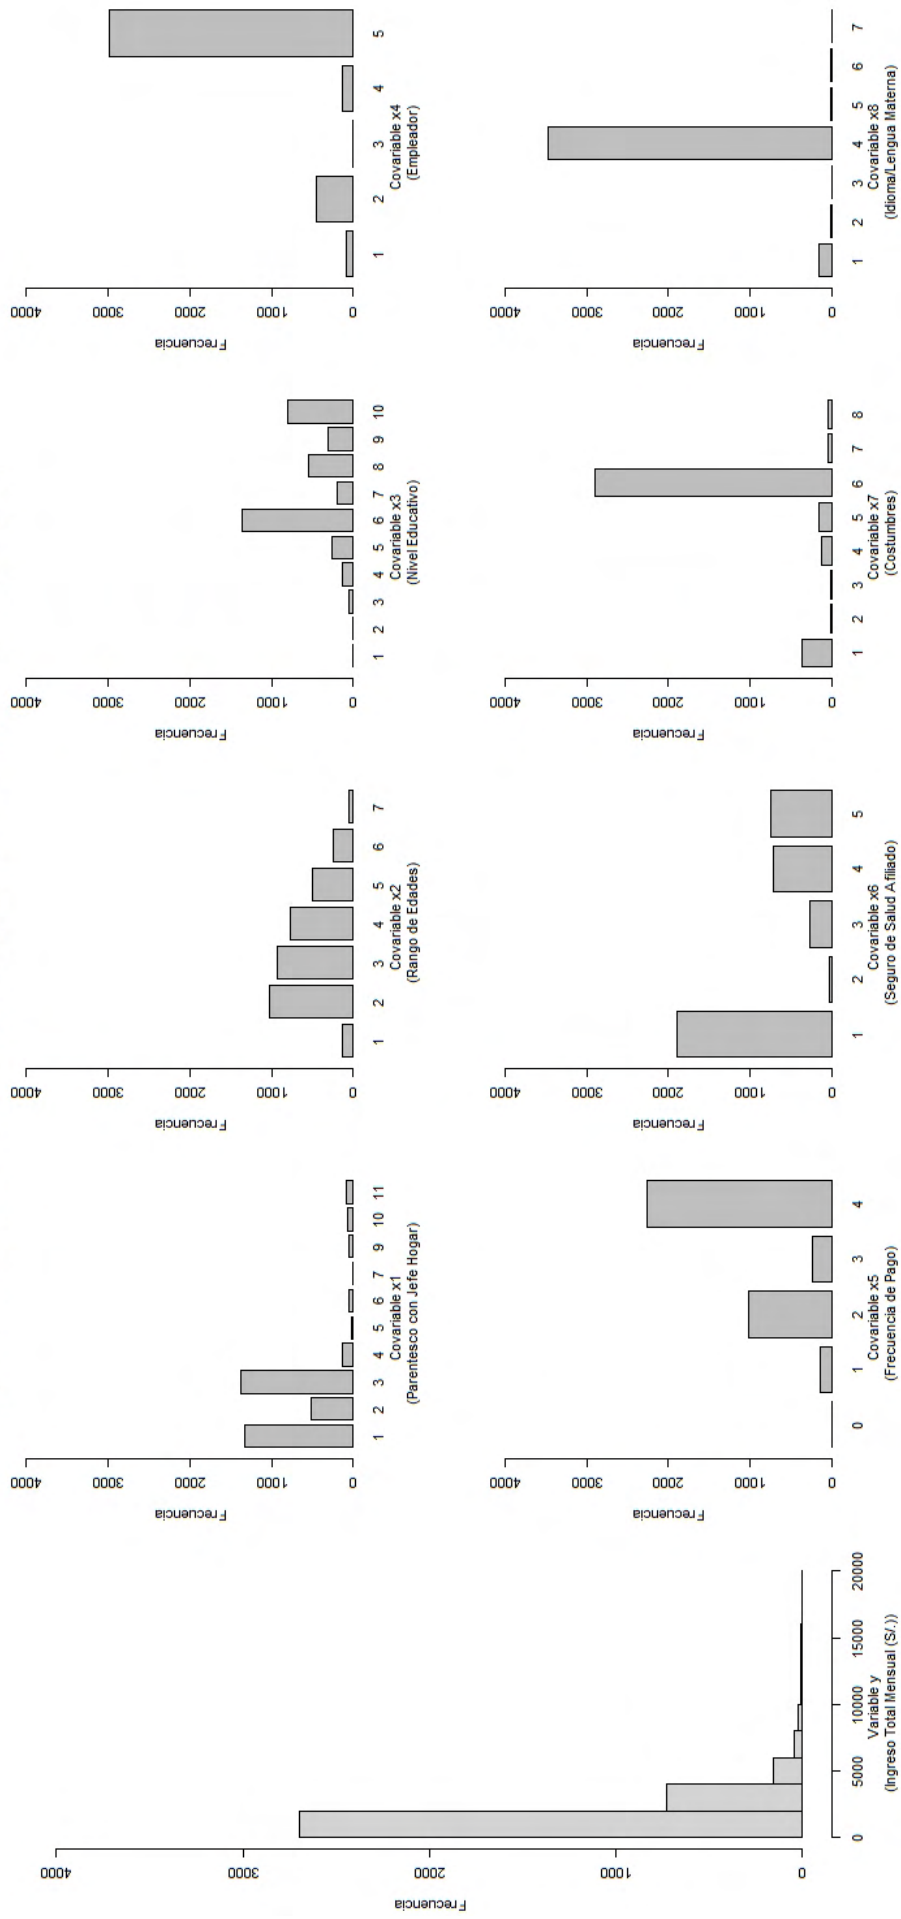 Frecuencia
4000
3000
2000
1000
0
0
5000
10000
15000
20000
Variable y
(Ingreso Total Mensual (S/.))
Frecuencia
4000
3000
2000
1000
0
1 2 3 4 5 6 7 9 10 11
Covariable x1
(Parentesco con Jefe Hogar)
Frecuencia
4000
3000
2000
1000
0
1 2 3 4 5 6 7
Covariable x2
(Rango de Edades)
Frecuencia
4000
3000
2000
1000
0
1 2 3 4 5 6 7 8 9 10
Covariable x3
(Nivel Educativo)
Frecuencia
4000
3000
2000
1000
0
1 2 3 4 5
Covariable x4
(Empleador)
Frecuencia
4000
3000
2000
1000
0
0 1 2 3 4
Covariable x5
(Frecuencia de Pago)
Frecuencia
4000
3000
2000
1000
0
1 2 3 4 5
Covariable x6
(Seguro de Salud Afiliado)
Frecuencia
4000
3000
2000
1000
0
1 2 3 4 5 6 7 8
Covariable x7
(Costumbres)
Frecuencia
4000
3000
2000
1000
0
1 2 3 4 5 6 7
Covariable x8
(Idioma/Lengua Materna)